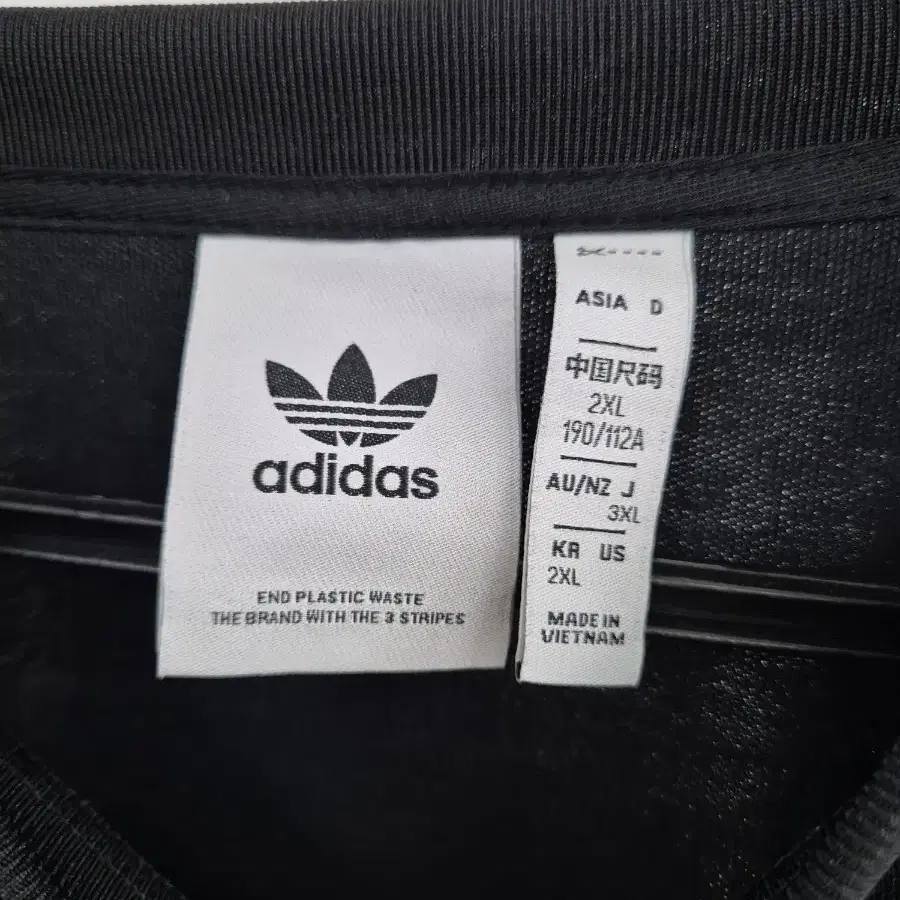 adidas
END PLASTIC WASTE
THE BRAND WITH THE 3 STRIPES
ASIA D
中国尺码
2XL
190/112A
AU/NZ J
3XL
KR US
2XL
MADE IN
VIETNAM